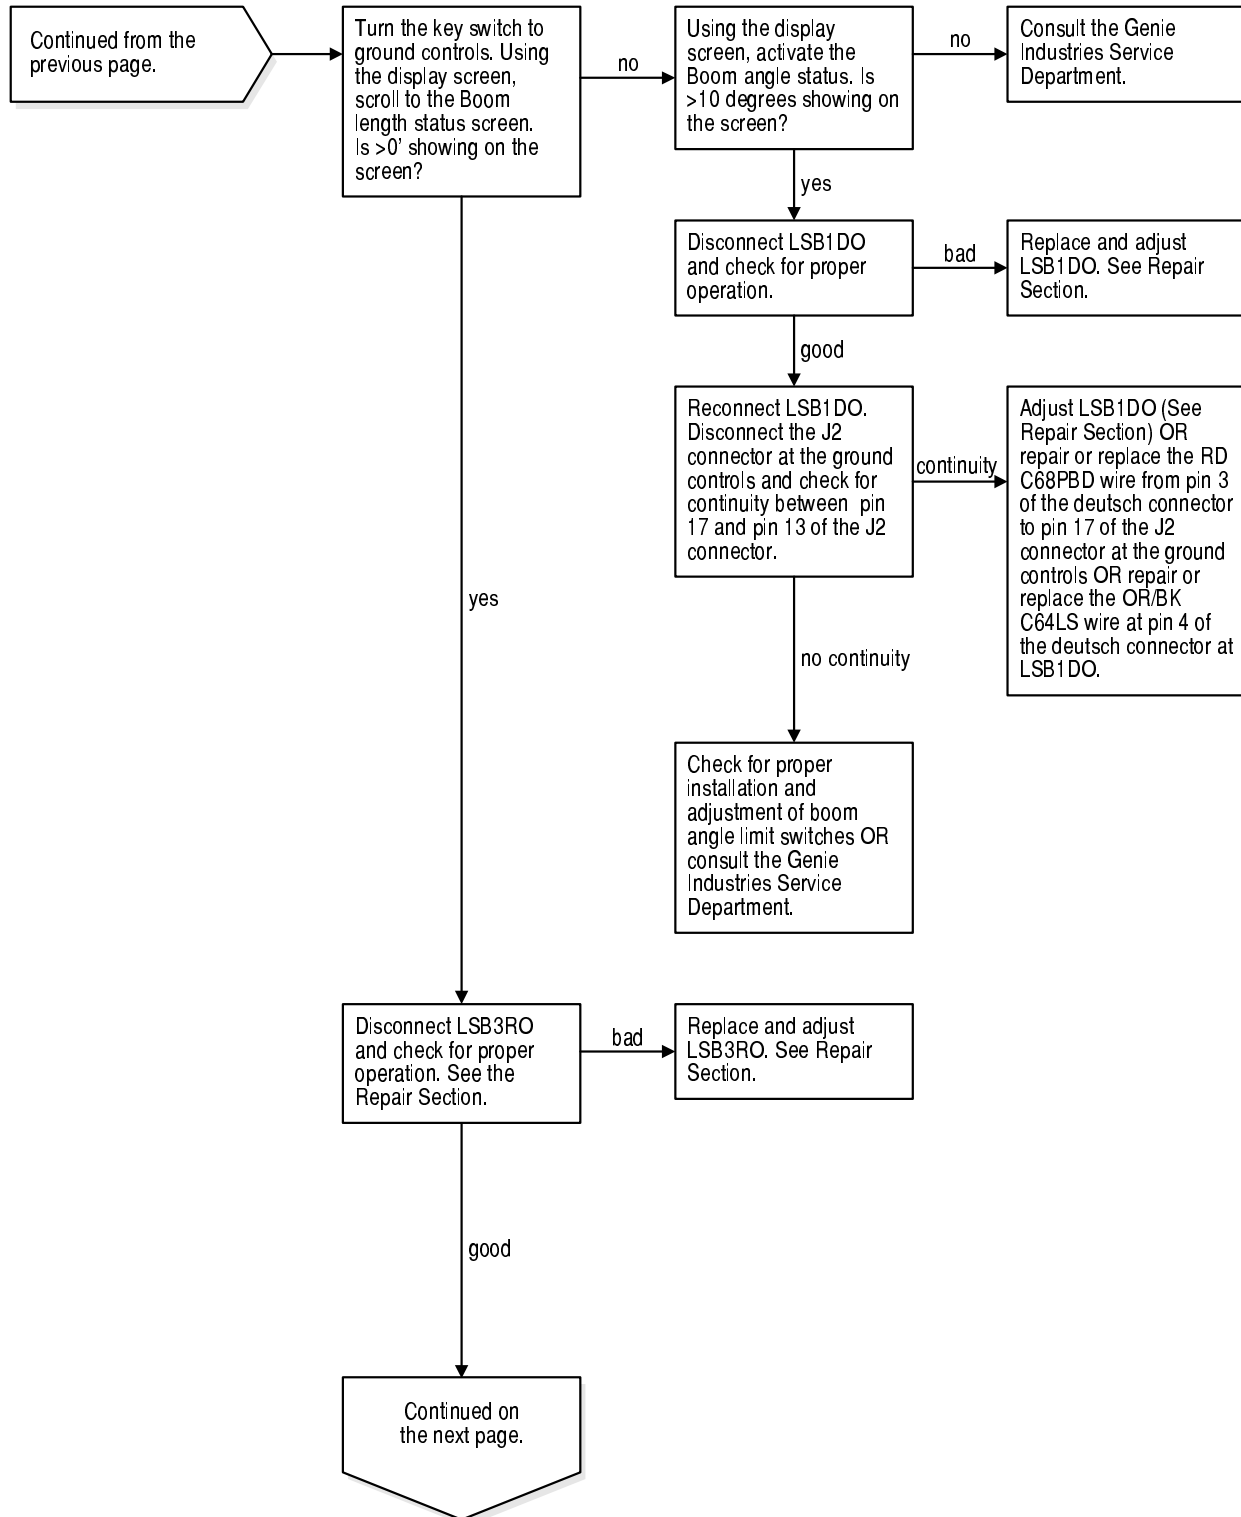 Continued from the
previous page.
Turn the key switch to
ground controls. Using
the display screen,
scroll to the Boom
length status screen.
Is >0' showing on the
screen?
no
Using the display
screen, activate the
Boom angle status. Is
>10 degrees showing on
the screen?
no
Consult the Genie
Industries Service
Department.
yes
Disconnect LSB1DO
and check for proper
operation.
bad
Replace and adjust
LSB1DO. See Repair
Section.
good
Reconnect LSB1DO.
Disconnect the J2
connector at the ground
controls and check for
continuity between pin
17 and pin 13 of the J2
connector.
continuity
Adjust LSB1DO (See
Repair Section) OR
repair or replace the RD
C68PBD wire from pin 3
of the deutsch connector
to pin 17 of the J2
connector at the ground
controls OR repair or
replace the OR/BK
C64LS wire at pin 4 of
the deutsch connector at
LSB1DO.
yes
no continuity
Check for proper
installation and
adjustment of boom
angle limit switches OR
consult the Genie
Industries Service
Department.
Disconnect LSB3RO
and check for proper
operation. See the
Repair Section.
bad
Replace and adjust
LSB3RO. See Repair
Section.
good
Continued on
the next page.